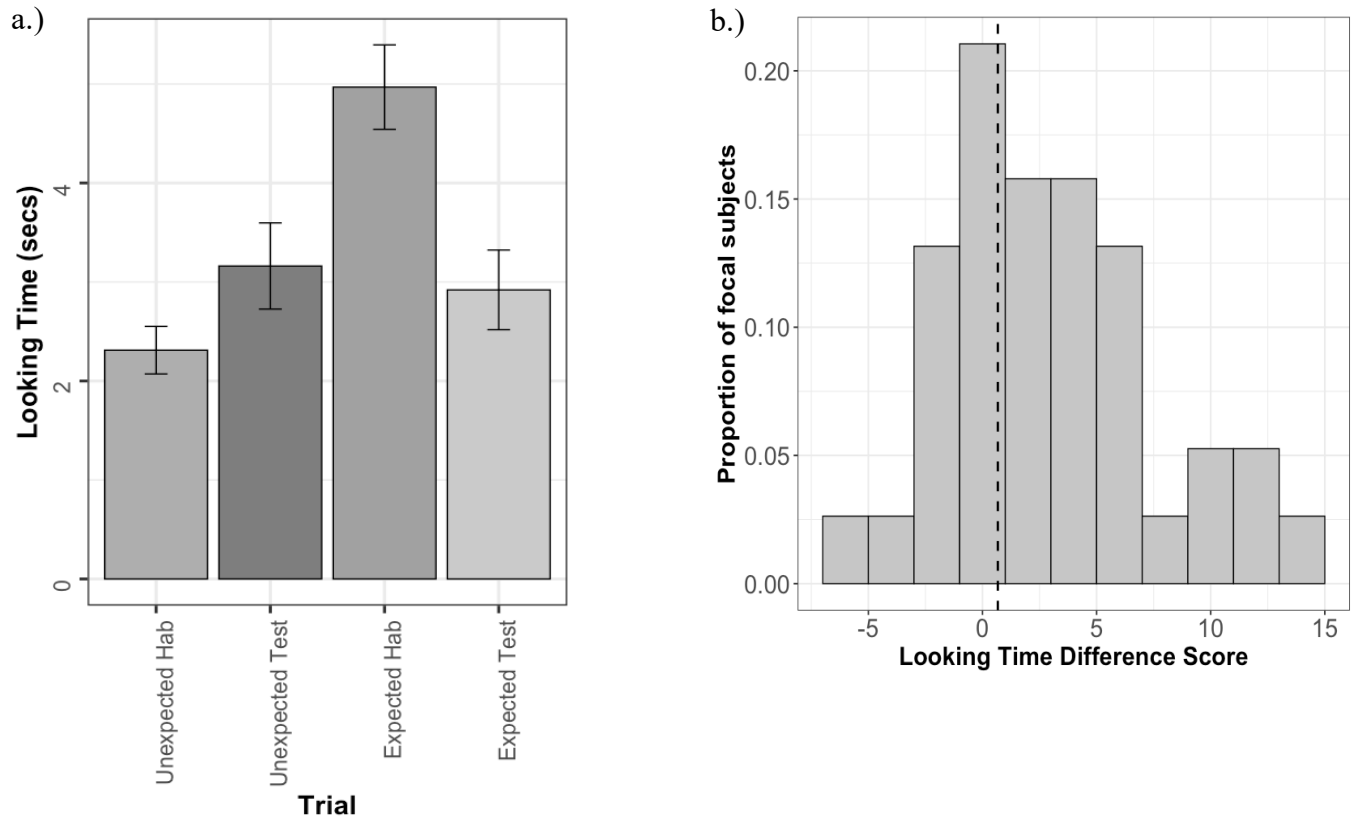 a.)
Looking Time (secs)
4
2
0
Unexpected Hab
Unexpected Test
Expected Hab
Expected Test
Trial
b.)
Proportion of focal subjects
0.20
0.15
0.10
0.05
0.00
-5
0
5
10
15
Looking Time Difference Score